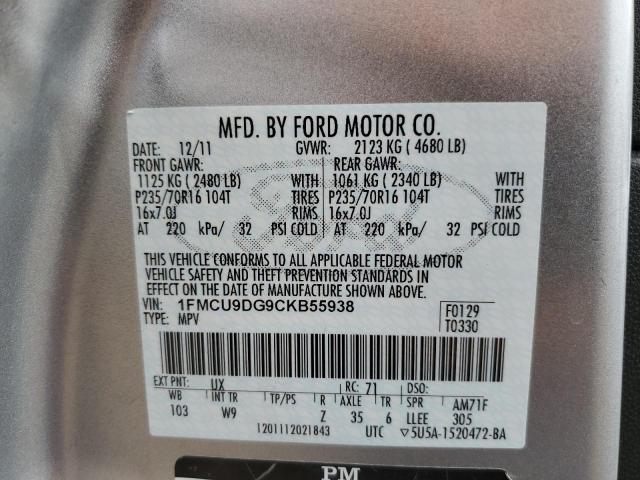 MFD. BY FORD MOTOR CO.
DATE: 12/11 GVWR: 2123 KG ( 4680 LB)
FRONT GAWR: REAR GAWR:
1125 KG ( 2480 LB) WITH 1061 KG ( 2340 LB) WITH
P235/70R16 104T TIRES P235/70R16 104T TIRES
16x7.0J RIMS 16x7.0J RIMS
AT 220 kPa/ 32 PSI COLD AT 220 kPa/ 32 PSI COLD
THIS VEHICLE CONFORMS TO ALL APPLICABLE FEDERAL MOTOR
VEHICLE SAFETY AND THEFT PREVENTION STANDARDS IN
EFFECT ON THE DATE OF MANUFACTURE SHOWN ABOVE.
VIN: 1FMCU9DG9CKB55938 F0129
TYPE: MPV T0330
EXT PNT: UX RC: 71 DSO:
WB INT TR TP/PS R AXLE TR SPR AM71F
103 W9 Z 35 6 LLEE 305
1201112021843 UTC ▽5U5A-1520472-BA
PM